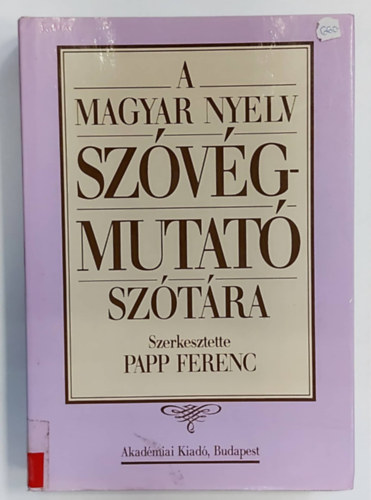 A
MAGYAR NYELV
SZÓVÉG-
MUTATÓ
SZÓTÁRA
Szerkesztette
PAPP FERENC
Akadémiai Kiadó, Budapest